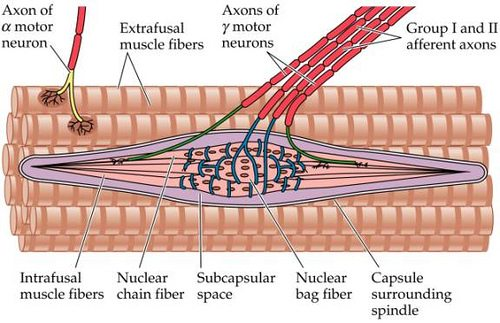 Axon of
α motor
neuron
Extrafusal
muscle fibers
Axons of
γ motor
neurons
Group I and II
afferent axons
Intrafusal
muscle fibers
Nuclear
chain fiber
Subcapsular
space
Nuclear
bag fiber
Capsule
surrounding
spindle